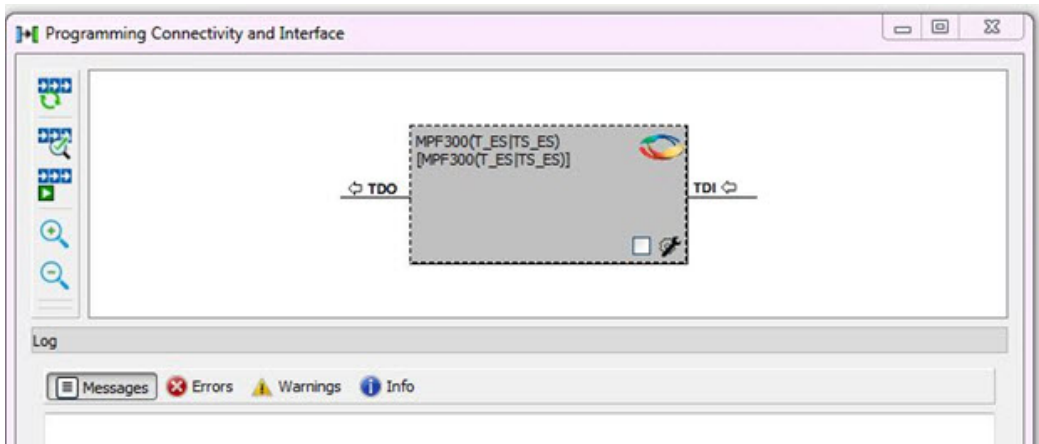 Programming Connectivity and Interface
MPF300(T_ES|TS_ES)
[MPF300(T_ES|TS_ES)]
TDO
TDI
Log
Messages Errors Warnings Info